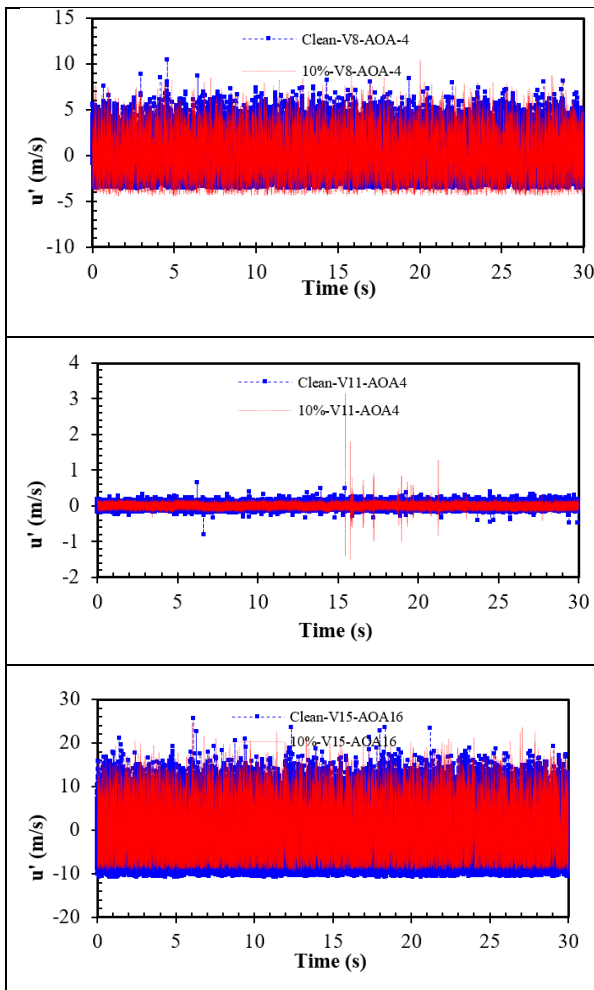 15
10
5
0
-5
-10
u' (m/s)
Clean-V8-AOA-4
10%-V8-AOA-4
0 5 10 15 20 25 30
Time (s)
4
3
2
1
0
-1
-2
u' (m/s)
Clean-V11-AOA4
10%-V11-AOA4
0 5 10 15 20 25 30
Time (s)
30
20
10
0
-10
-20
u' (m/s)
Clean-V15-AOA16
10%-V15-AOA16
0 5 10 15 20 25 30
Time (s)